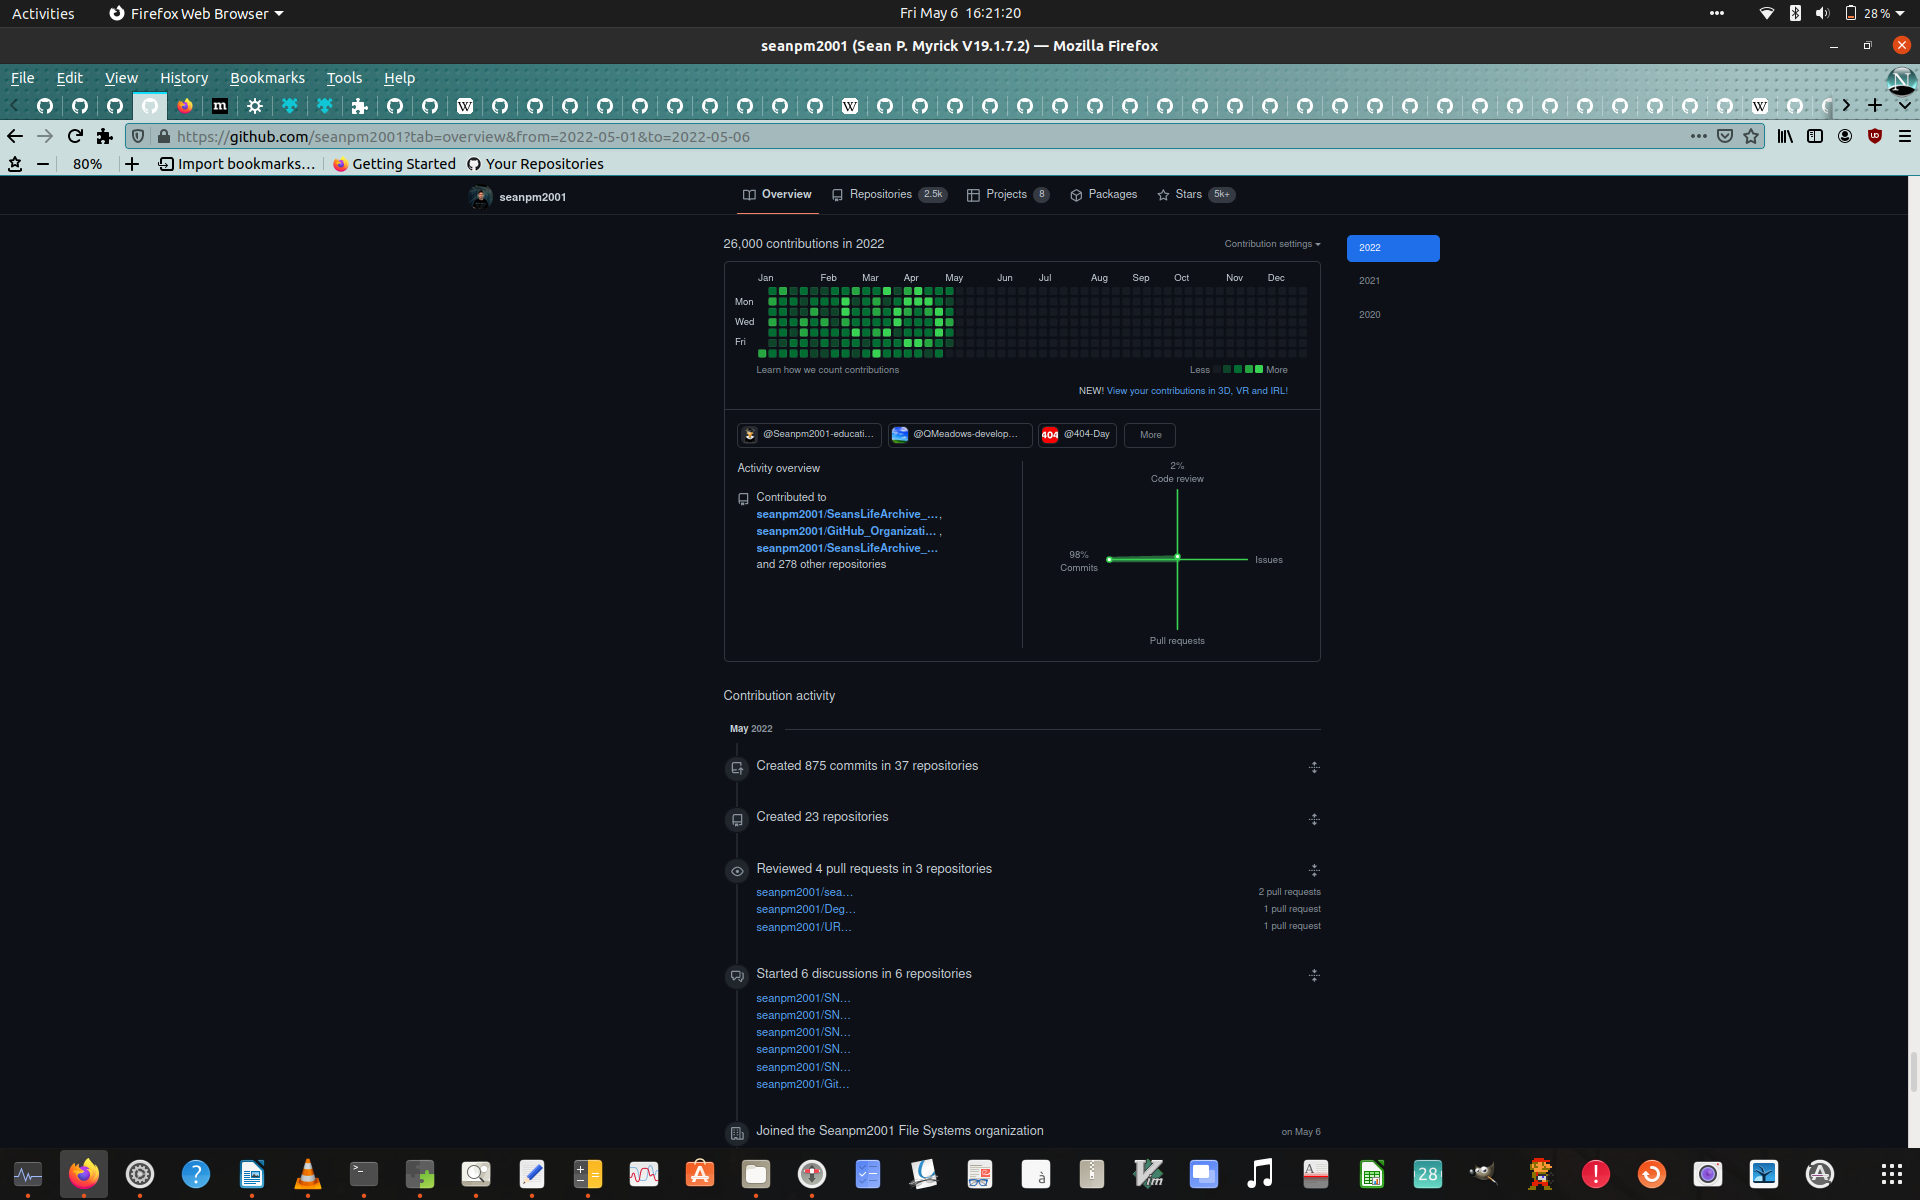 Activities
Firefox Web Browser
Fri May 6 16:21:20
28 %
seanpm2001 (Sean P. Myrick V19.1.7.2) — Mozilla Firefox
File Edit View History Bookmarks Tools Help
https://github.com/seanpm2001?tab=overview&from=2022-05-01&to=2022-05-06
80%
Import bookmarks…
Getting Started
Your Repositories
seanpm2001
Overview
Repositories 2.5k
Projects 8
Packages
Stars 5k+
26,000 contributions in 2022
Contribution settings
2022
2021
2020
Jan Feb Mar Apr May Jun Jul Aug Sep Oct Nov Dec
Mon
Wed
Fri
Learn how we count contributions
Less More
NEW! View your contributions in 3D, VR and IRL!
@Seanpm2001-educati…
@QMeadows-develop…
404 @404-Day
More
Activity overview
Contributed to
seanpm2001/SeansLifeArchive_…,
seanpm2001/GitHub_Organizati… ,
seanpm2001/SeansLifeArchive_…
and 278 other repositories
2%
Code review
98%
Commits
Issues
Pull requests
Contribution activity
May 2022
Created 875 commits in 37 repositories
Created 23 repositories
Reviewed 4 pull requests in 3 repositories
seanpm2001/sea… 2 pull requests
seanpm2001/Deg… 1 pull request
seanpm2001/UR… 1 pull request
Started 6 discussions in 6 repositories
seanpm2001/SN…
seanpm2001/SN…
seanpm2001/SN…
seanpm2001/SN…
seanpm2001/SN…
seanpm2001/Git…
Joined the Seanpm2001 File Systems organization on May 6
28